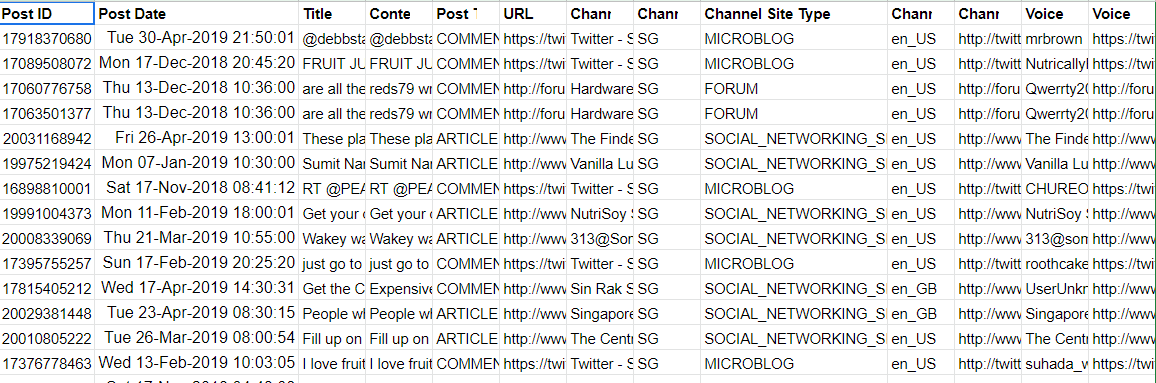 Post ID Post Date Title Conte Post T URL Chanr Chanr Channel Site Type Chanr Chanr Voice Voice
17918370680 Tue 30-Apr-2019 21:50:01 @debbsta @debbsta COMMEN https://twi Twitter - S SG MICROBLOG en_US http://twitt mrbrown https://twi
17089508072 Mon 17-Dec-2018 20:45:20 FRUIT JU FRUIT JU COMMEN https://twi Twitter - S SG MICROBLOG en_US http://twitt Nutricallyl https://twi
17060776758 Thu 13-Dec-2018 10:36:00 are all the reds79 wr COMMEN http://foru Hardware SG FORUM en_US http://foru Qwerrty20 http://foru
17063501377 Thu 13-Dec-2018 10:36:00 are all the reds79 wr COMMEN http://foru Hardware SG FORUM en_US http://foru Qwerrty20 http://foru
20031168942 Fri 26-Apr-2019 13:00:01 These pla These pla ARTICLE http://www The Finde SG SOCIAL_NETWORKING_S en_US http://www The Finde http://www
19975219424 Mon 07-Jan-2019 10:30:00 Sumit Nar Sumit Nar ARTICLE http://www Vanilla Lu SG SOCIAL_NETWORKING_S en_US http://www Vanilla Lu http://www
16898810001 Sat 17-Nov-2018 08:41:12 RT @PEA RT @PEA COMMEN https://twi Twitter - S SG MICROBLOG en_US http://twitt CHUREO https://twi
19991004373 Mon 11-Feb-2019 18:00:01 Get your c Get your c ARTICLE http://www NutriSoy S SG SOCIAL_NETWORKING_S en_US http://www NutriSoy S http://www
20008339069 Thu 21-Mar-2019 10:55:00 Wakey wa Wakey wa ARTICLE http://www 313@Som SG SOCIAL_NETWORKING_S en_US http://www 313@som http://www
17395755257 Sun 17-Feb-2019 20:25:20 just go to just go to COMMEN https://twi Twitter - S SG MICROBLOG en_US http://twitt roothcake https://twi
17815405212 Wed 17-Apr-2019 14:30:31 Get the C Expensive COMMEN http://www Sin Rak S SG SOCIAL_NETWORKING_S en_GB http://www UserUnkr http://www
20029381448 Tue 23-Apr-2019 08:30:15 People wh People wh ARTICLE http://www Singapore SG SOCIAL_NETWORKING_S en_GB http://www Singapore http://www
20010805222 Tue 26-Mar-2019 08:00:54 Fill up on Fill up on ARTICLE http://www The Centr SG SOCIAL_NETWORKING_S en_US http://www The Centr http://www
17376778463 Wed 13-Feb-2019 10:03:05 I love fruit I love fruit COMMEN https://twi Twitter - S SG MICROBLOG en_US http://twitt suhada_w https://twi